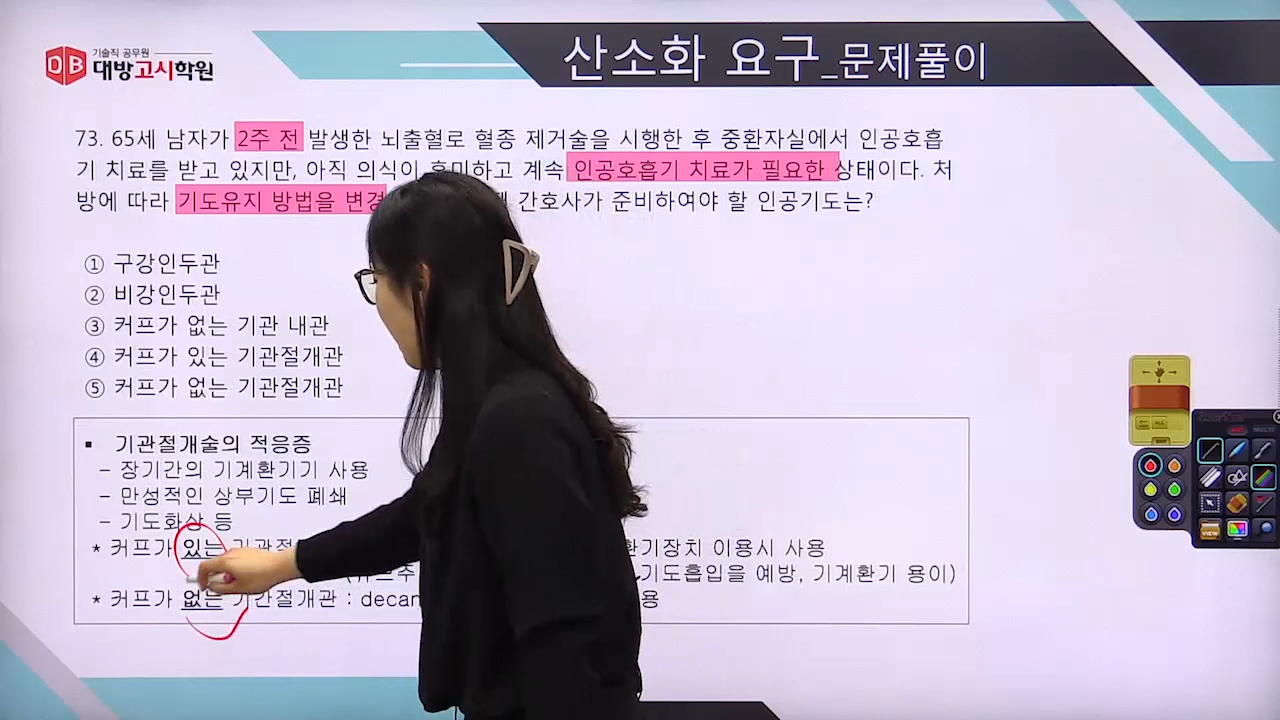 기술직 공무원
DB 대방고시학원
산소화 요구_문제풀이
73. 65세 남자가 2주 전 발생한 뇌출혈로 혈종 제거술을 시행한 후 중환자실에서 인공호흡
기 치료를 받고 있지만, 아직 의식이 혼미하고 계속 인공호흡기 치료가 필요한 상태이다. 처
방에 따라 기도유지 방법을 변경 간호사가 준비하여야 할 인공기도는?
① 구강인두관
② 비강인두관
③ 커프가 없는 기관 내관
④ 커프가 있는 기관절개관
⑤ 커프가 없는 기관절개관
▪ 기관절개술의 적응증
– 장기간의 기계환기기 사용
– 만성적인 상부기도 폐쇄
– 기도화상 등
* 커프가 있는 환기장치 이용시 사용
기도흡입을 예방, 기계환기 용이)
* 커프가 없는 기관절개관 : decan 용
VIEW